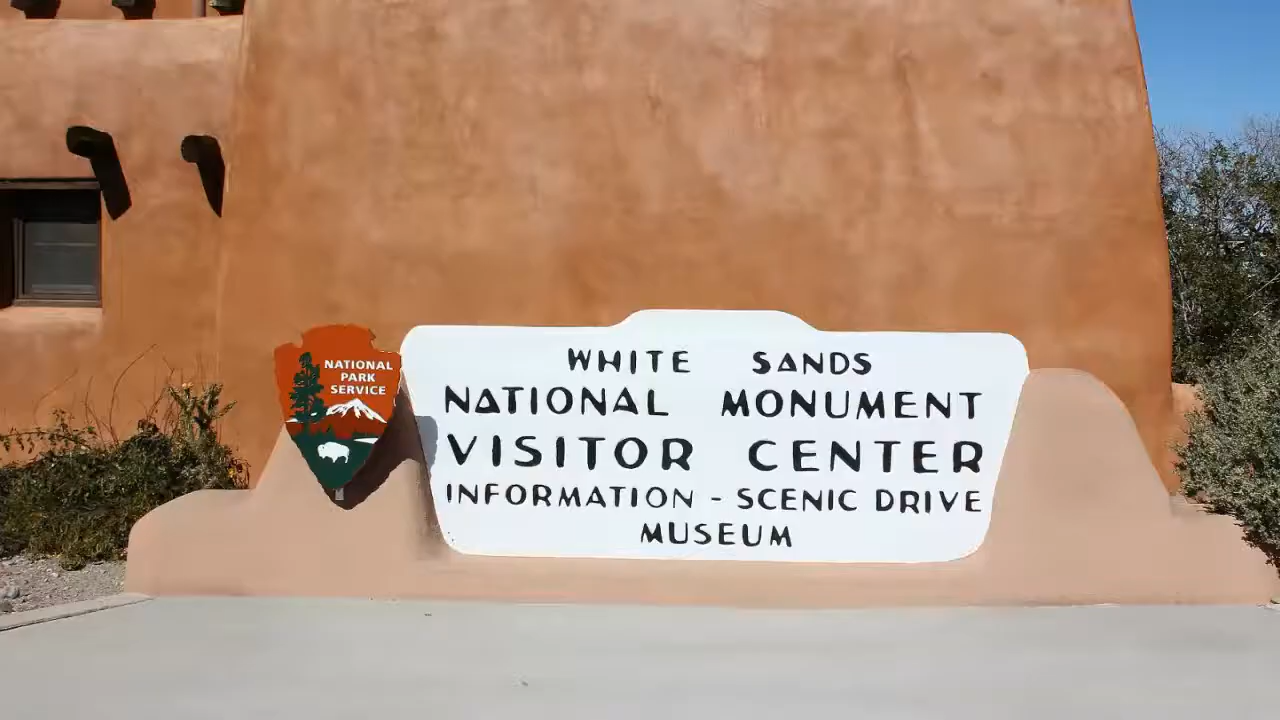 NATIONAL
PARK
SERVICE
WHITE SANDS
NATIONAL MONUMENT
VISITOR CENTER
INFORMATION - SCENIC DRIVE
MUSEUM